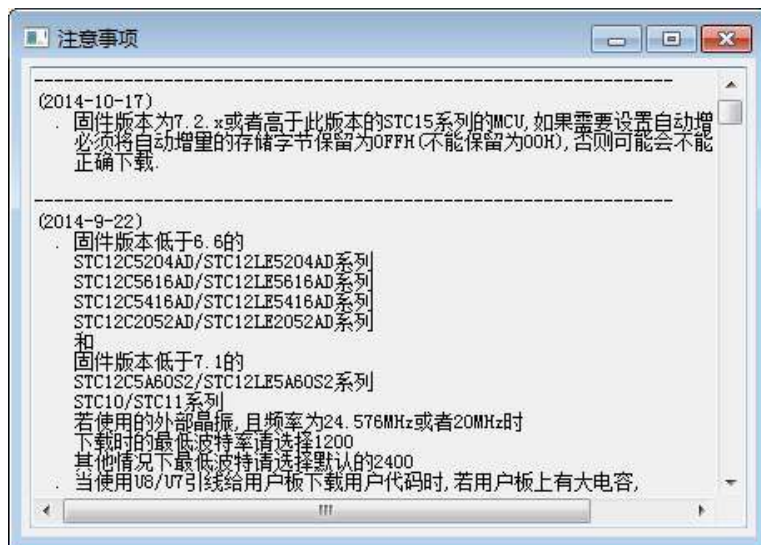 注意事项
----------------------------------------------------------------
(2014-10-17)
. 固件版本为7.2.x或者高于此版本的STC15系列的MCU,如果需要设置自动增
必须将自动增量的存储字节保留为0FFH(不能保留为00H),否则可能会不能
正确下载.
----------------------------------------------------------------
(2014-9-22)
. 固件版本低于6.6的
STC12C5204AD/STC12LE5204AD系列
STC12C5616AD/STC12LE5616AD系列
STC12C5416AD/STC12LE5416AD系列
STC12C2052AD/STC12LE2052AD系列
和
固件版本低于7.1的
STC12C5A60S2/STC12LE5A60S2系列
STC10/STC11系列
若使用的外部晶振,且频率为24.576MHz或者20MHz时
下载时的最低波特率请选择1200
其他情况下最低波特请选择默认的2400
. 当使用U8/U7引线给用户板下载用户代码时,若用户板上有大电容,